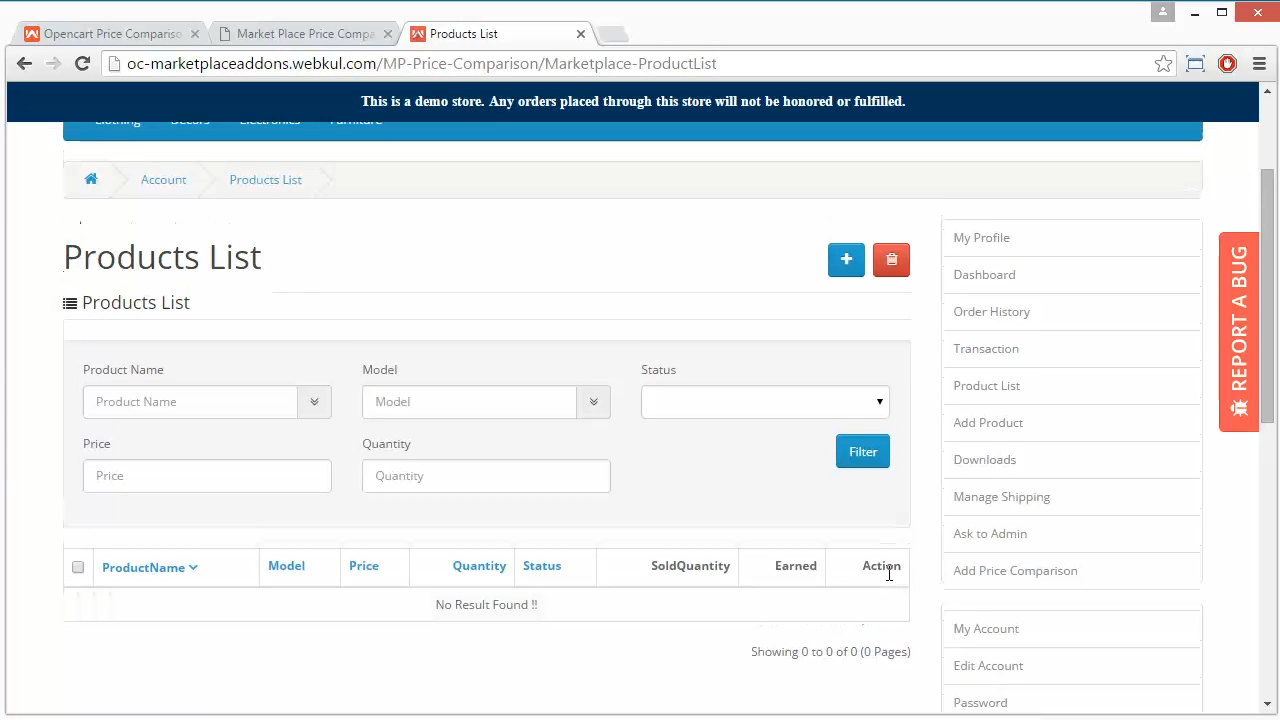 Opencart Price Compariso
Market Place Price Compa
Products List
oc-marketplaceaddons.webkul.com/MP-Price-Comparison/Marketplace-ProductList
This is a demo store. Any orders placed through this store will not be honored or fulfilled.
Clothing Decors Electronics Furniture
Account
Products List
Products List
Products List
Product Name
Model
Status
Product Name
Model
Price
Quantity
Filter
Price
Quantity
ProductName
Model
Price
Quantity
Status
SoldQuantity
Earned
Action
No Result Found !!
Showing 0 to 0 of 0 (0 Pages)
My Profile
Dashboard
Order History
Transaction
Product List
Add Product
Downloads
Manage Shipping
Ask to Admin
Add Price Comparison
My Account
Edit Account
Password
REPORT A BUG